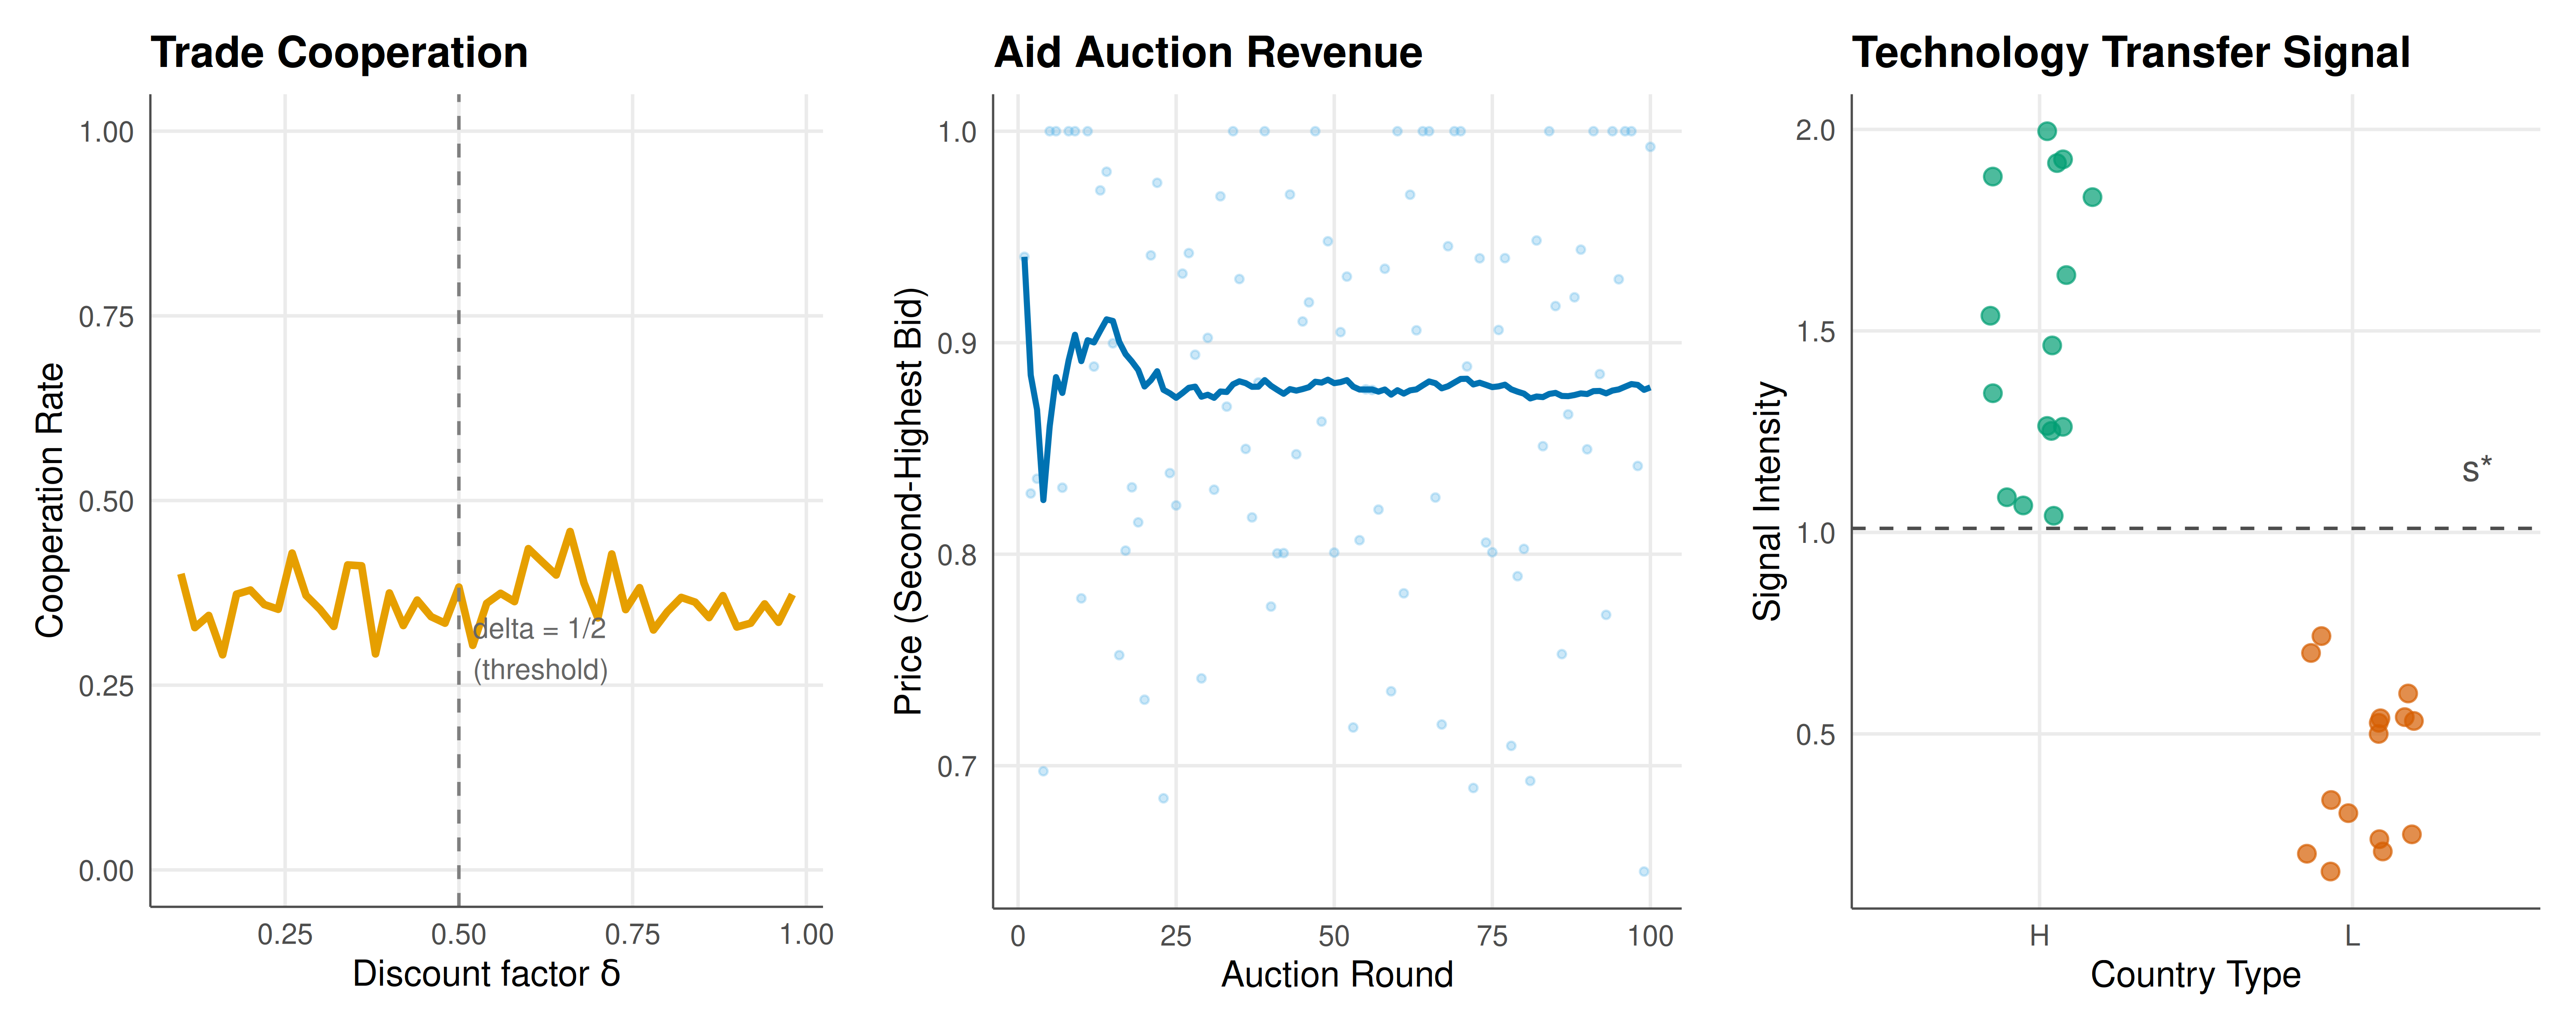 Trade Cooperation
Cooperation Rate
1.00
0.75
0.50
0.25
0.00
delta = 1/2
(threshold)
0.25
0.50
0.75
1.00
Discount factor δ
Aid Auction Revenue
Price (Second-Highest Bid)
1.0
0.9
0.8
0.7
0
25
50
75
100
Auction Round
Technology Transfer Signal
Signal Intensity
2.0
1.5
1.0
0.5
s*
H
L
Country Type